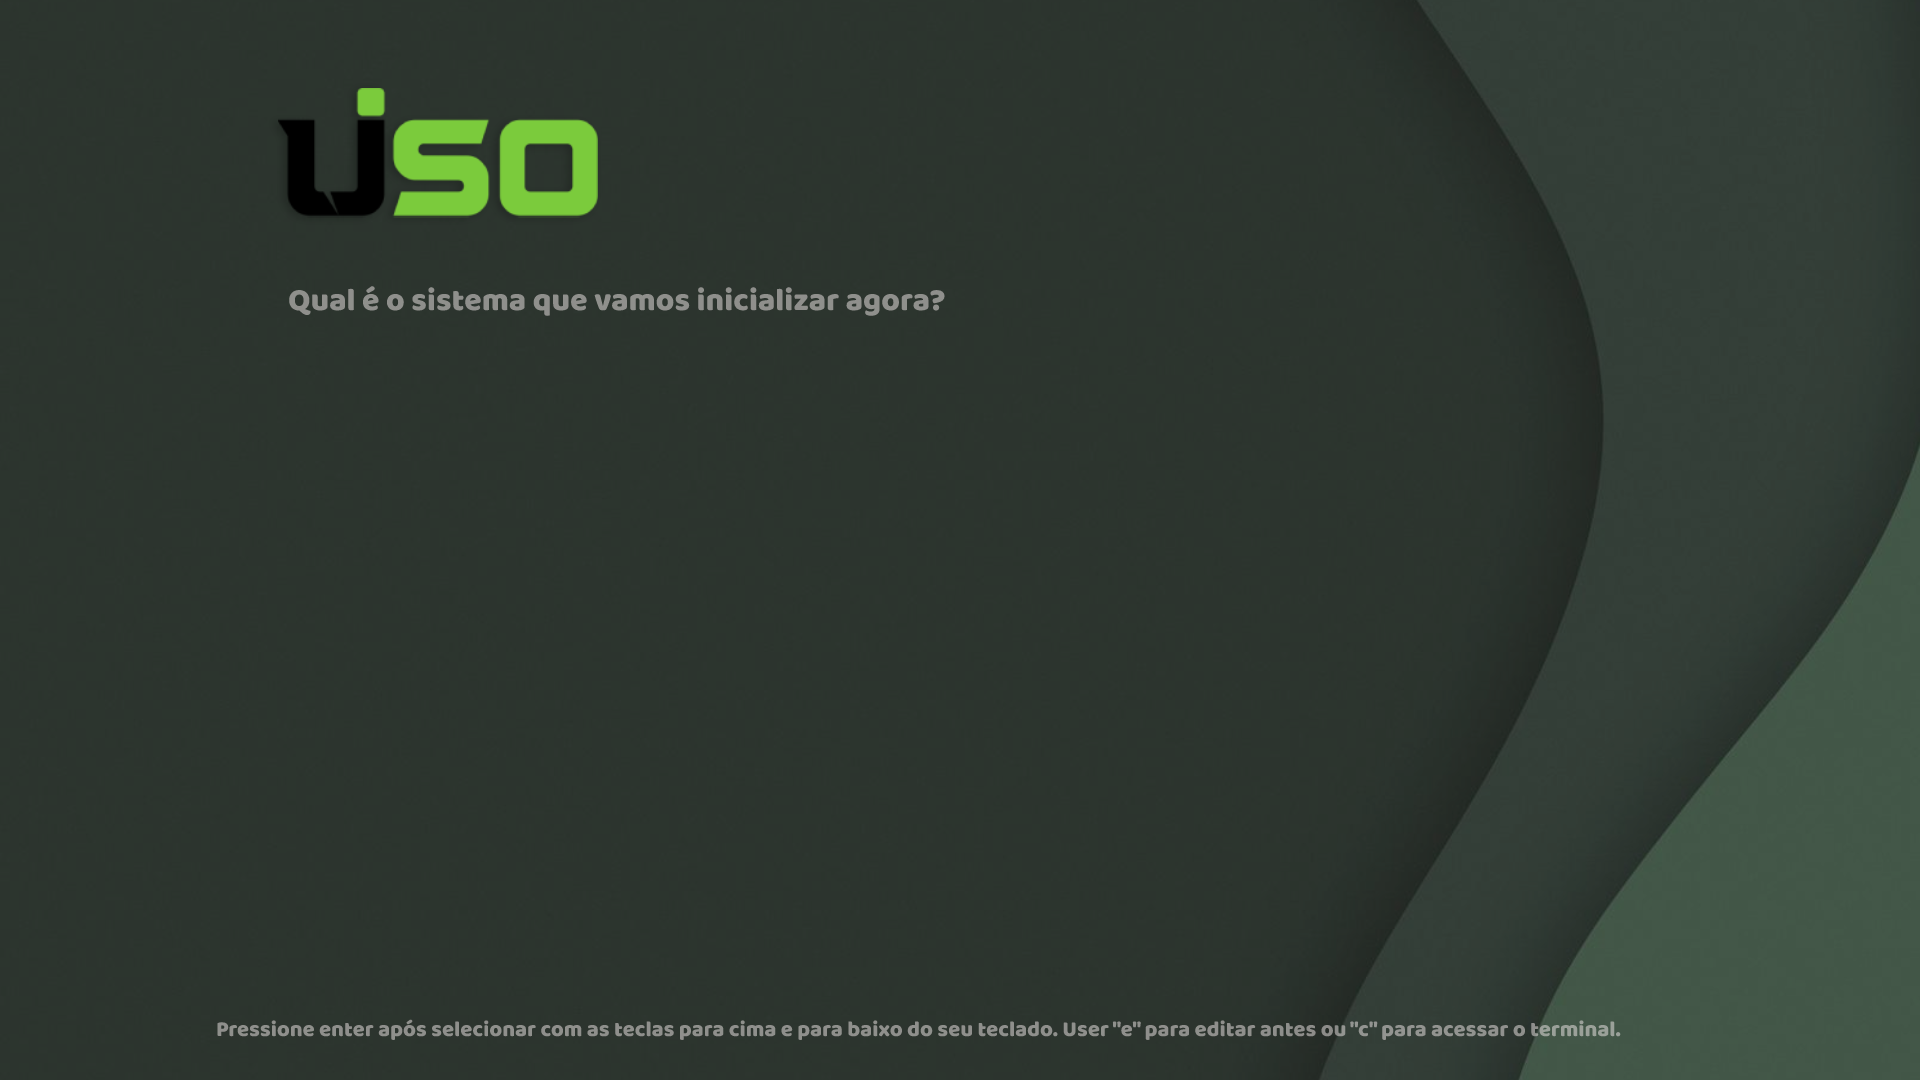 uiso
Qual é o sistema que vamos inicializar agora?
Pressione enter após selecionar com as teclas para cima e para baixo do seu teclado. User "e" para editar antes ou "c" para acessar o terminal.